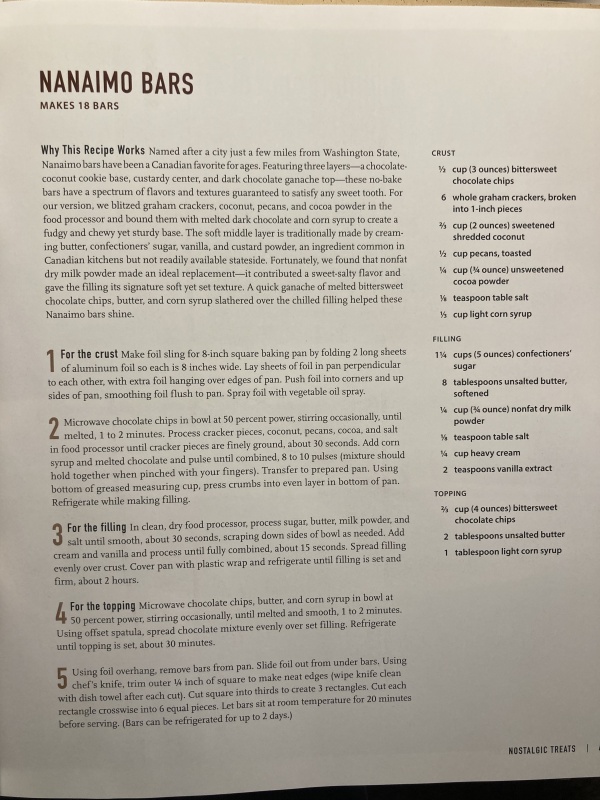 NANAIMO BARS
MAKES 18 BARS
Why This Recipe Works Named after a city just a few miles from Washington State,
Nanaimo bars have been a Canadian favorite for ages. Featuring three layers—a chocolate-
coconut cookie base, custardy center, and dark chocolate ganache top—these no-bake
bars have a spectrum of flavors and textures guaranteed to satisfy any sweet tooth. For
our version, we blitzed graham crackers, coconut, pecans, and cocoa powder in the
food processor and bound them with melted dark chocolate and corn syrup to create a
fudgy and chewy yet sturdy base. The soft middle layer is traditionally made by cream-
ing butter, confectioners' sugar, vanilla, and custard powder, an ingredient common in
Canadian kitchens but not readily available stateside. Fortunately, we found that nonfat
dry milk powder made an ideal replacement—it contributed a sweet-salty flavor and
gave the filling its signature soft yet set texture. A quick ganache of melted bittersweet
chocolate chips, butter, and corn syrup slathered over the chilled filling helped these
Nanaimo bars shine.
1 For the crust Make foil sling for 8-inch square baking pan by folding 2 long sheets
of aluminum foil so each is 8 inches wide. Lay sheets of foil in pan perpendicular
to each other, with extra foil hanging over edges of pan. Push foil into corners and up
sides of pan, smoothing foil flush to pan. Spray foil with vegetable oil spray.
2 Microwave chocolate chips in bowl at 50 percent power, stirring occasionally, until
melted, 1 to 2 minutes. Process cracker pieces, coconut, pecans, cocoa, and salt
in food processor until cracker pieces are finely ground, about 30 seconds. Add corn
syrup and melted chocolate and pulse until combined, 8 to 10 pulses (mixture should
hold together when pinched with your fingers). Transfer to prepared pan. Using
bottom of greased measuring cup, press crumbs into even layer in bottom of pan.
Refrigerate while making filling.
3 For the filling In clean, dry food processor, process sugar, butter, milk powder, and
salt until smooth, about 30 seconds, scraping down sides of bowl as needed. Add
cream and vanilla and process until fully combined, about 15 seconds. Spread filling
evenly over crust. Cover pan with plastic wrap and refrigerate until filling is set and
firm, about 2 hours.
4 For the topping Microwave chocolate chips, butter, and corn syrup in bowl at
50 percent power, stirring occasionally, until melted and smooth, 1 to 2 minutes.
Using offset spatula, spread chocolate mixture evenly over set filling. Refrigerate
until topping is set, about 30 minutes.
5 Using foil overhang, remove bars from pan. Slide foil out from under bars. Using
chef's knife, trim outer ¼ inch of square to make neat edges (wipe knife clean
with dish towel after each cut). Cut square into thirds to create 3 rectangles. Cut each
rectangle crosswise into 6 equal pieces. Let bars sit at room temperature for 20 minutes
before serving. (Bars can be refrigerated for up to 2 days.)
CRUST
½ cup (3 ounces) bittersweet
chocolate chips
6 whole graham crackers, broken
into 1-inch pieces
⅔ cup (2 ounces) sweetened
shredded coconut
½ cup pecans, toasted
¼ cup (¾ ounce) unsweetened
cocoa powder
⅛ teaspoon table salt
⅓ cup light corn syrup
FILLING
1¼ cups (5 ounces) confectioners'
sugar
8 tablespoons unsalted butter,
softened
¼ cup (¾ ounce) nonfat dry milk
powder
⅛ teaspoon table salt
¼ cup heavy cream
2 teaspoons vanilla extract
TOPPING
⅔ cup (4 ounces) bittersweet
chocolate chips
2 tablespoons unsalted butter
1 tablespoon light corn syrup
NOSTALGIC TREATS |